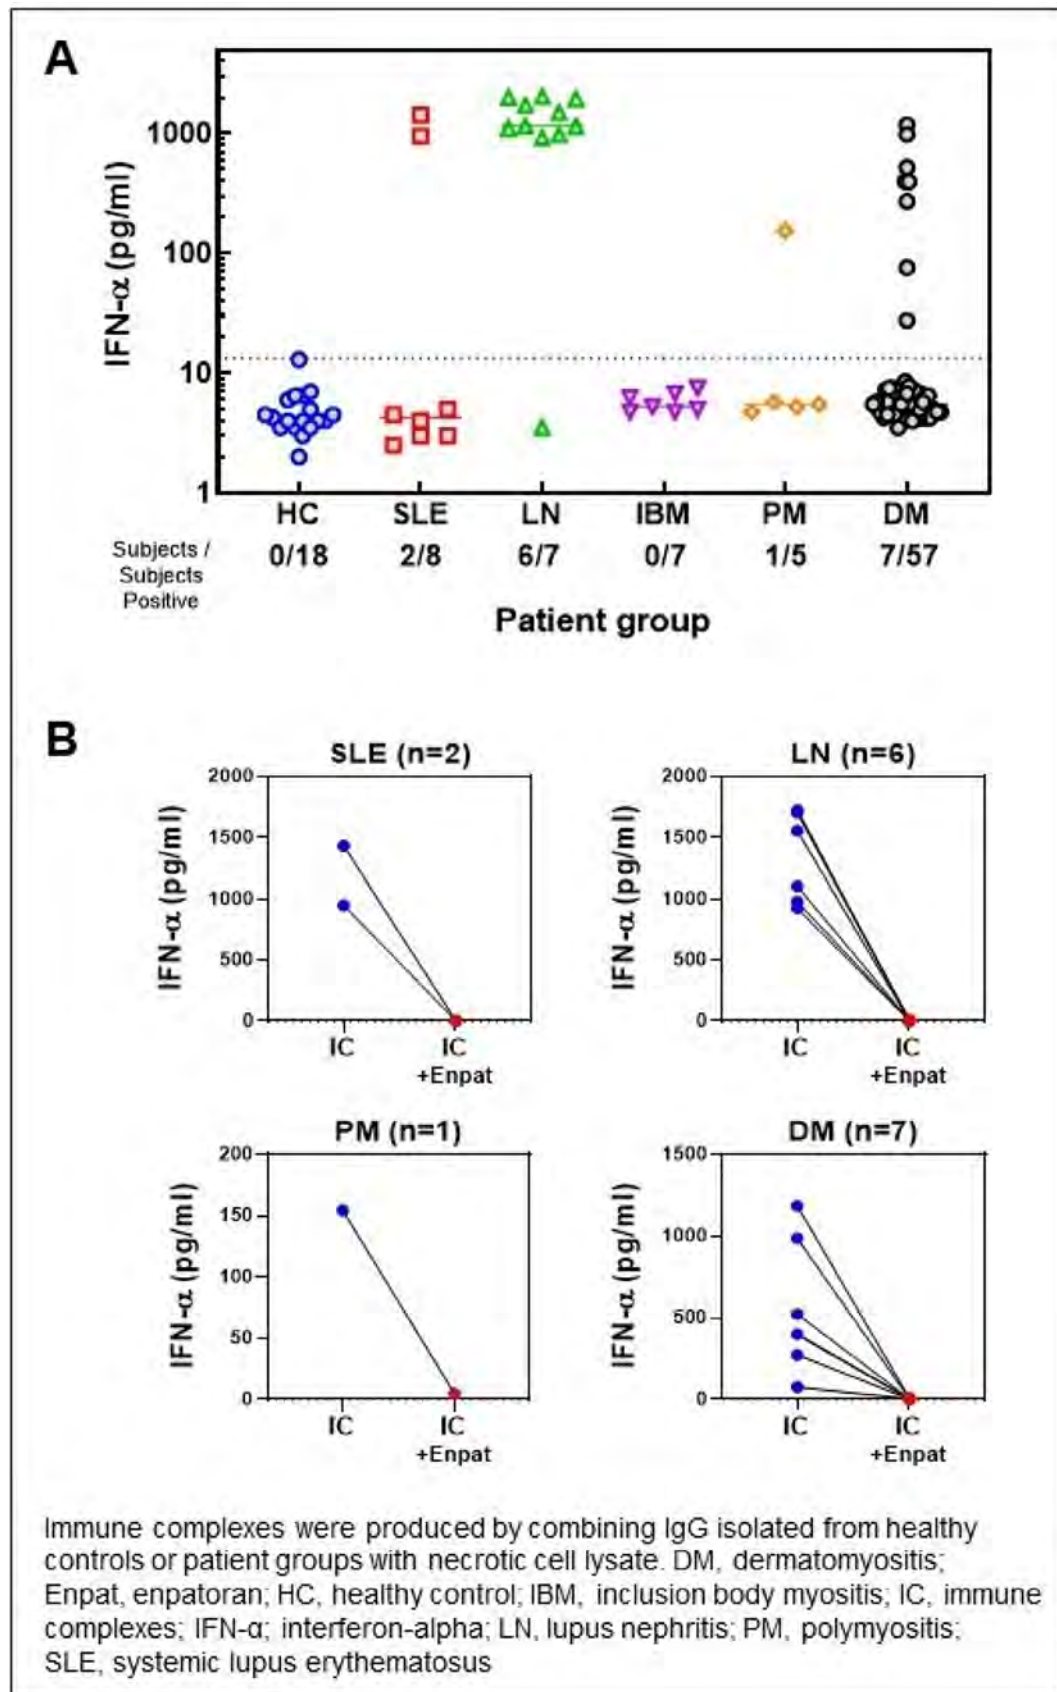 A
IFN-α (pg/ml)
1000
100
10
1
HC SLE LN IBM PM DM
Subjects /
Subjects
Positive
0/18 2/8 6/7 0/7 1/5 7/57
Patient group
B
SLE (n=2)
IFN-α (pg/ml)
2000
1500
1000
500
0
IC IC
+Enpat
LN (n=6)
IFN-α (pg/ml)
2000
1500
1000
500
0
IC IC
+Enpat
PM (n=1)
IFN-α (pg/ml)
200
150
100
50
0
IC IC
+Enpat
DM (n=7)
IFN-α (pg/ml)
1500
1000
500
0
IC IC
+Enpat
Immune complexes were produced by combining IgG isolated from healthy
controls or patient groups with necrotic cell lysate. DM, dermatomyositis;
Enpat, enpatoran; HC, healthy control; IBM, inclusion body myositis; IC, immune
complexes; IFN-α; interferon-alpha; LN, lupus nephritis; PM, polymyositis;
SLE, systemic lupus erythematosus